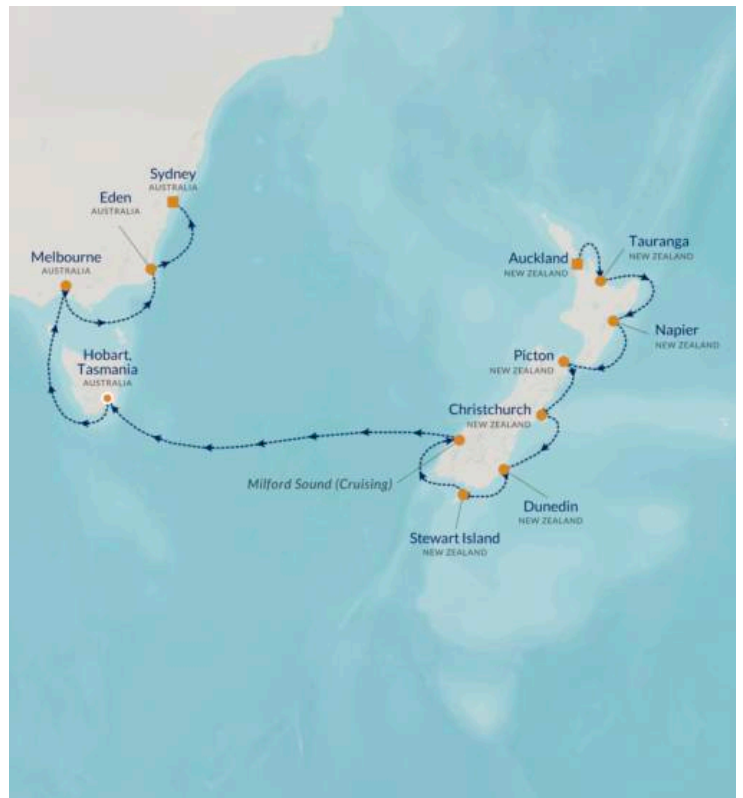 Sydney
AUSTRALIA
Eden
AUSTRALIA
Melbourne
AUSTRALIA
Hobart,
Tasmania
AUSTRALIA
Auckland
NEW ZEALAND
Tauranga
NEW ZEALAND
Napier
NEW ZEALAND
Picton
NEW ZEALAND
Christchurch
NEW ZEALAND
Milford Sound (Cruising)
Dunedin
NEW ZEALAND
Stewart Island
NEW ZEALAND